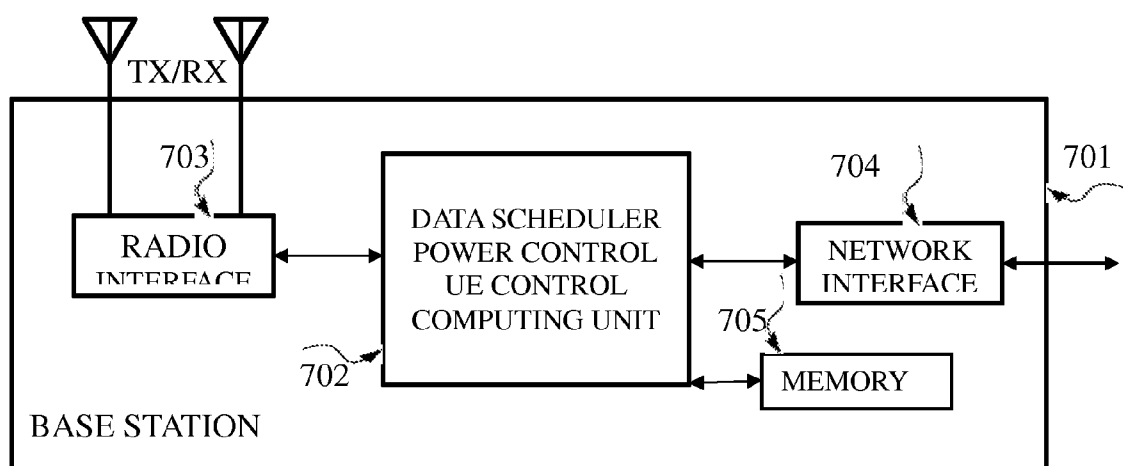 TX/RX
703
704
701
RADIO
INTERFACE
DATA SCHEDULER
POWER CONTROL
UE CONTROL
COMPUTING UNIT
NETWORK
INTERFACE
702
705
MEMORY
BASE STATION